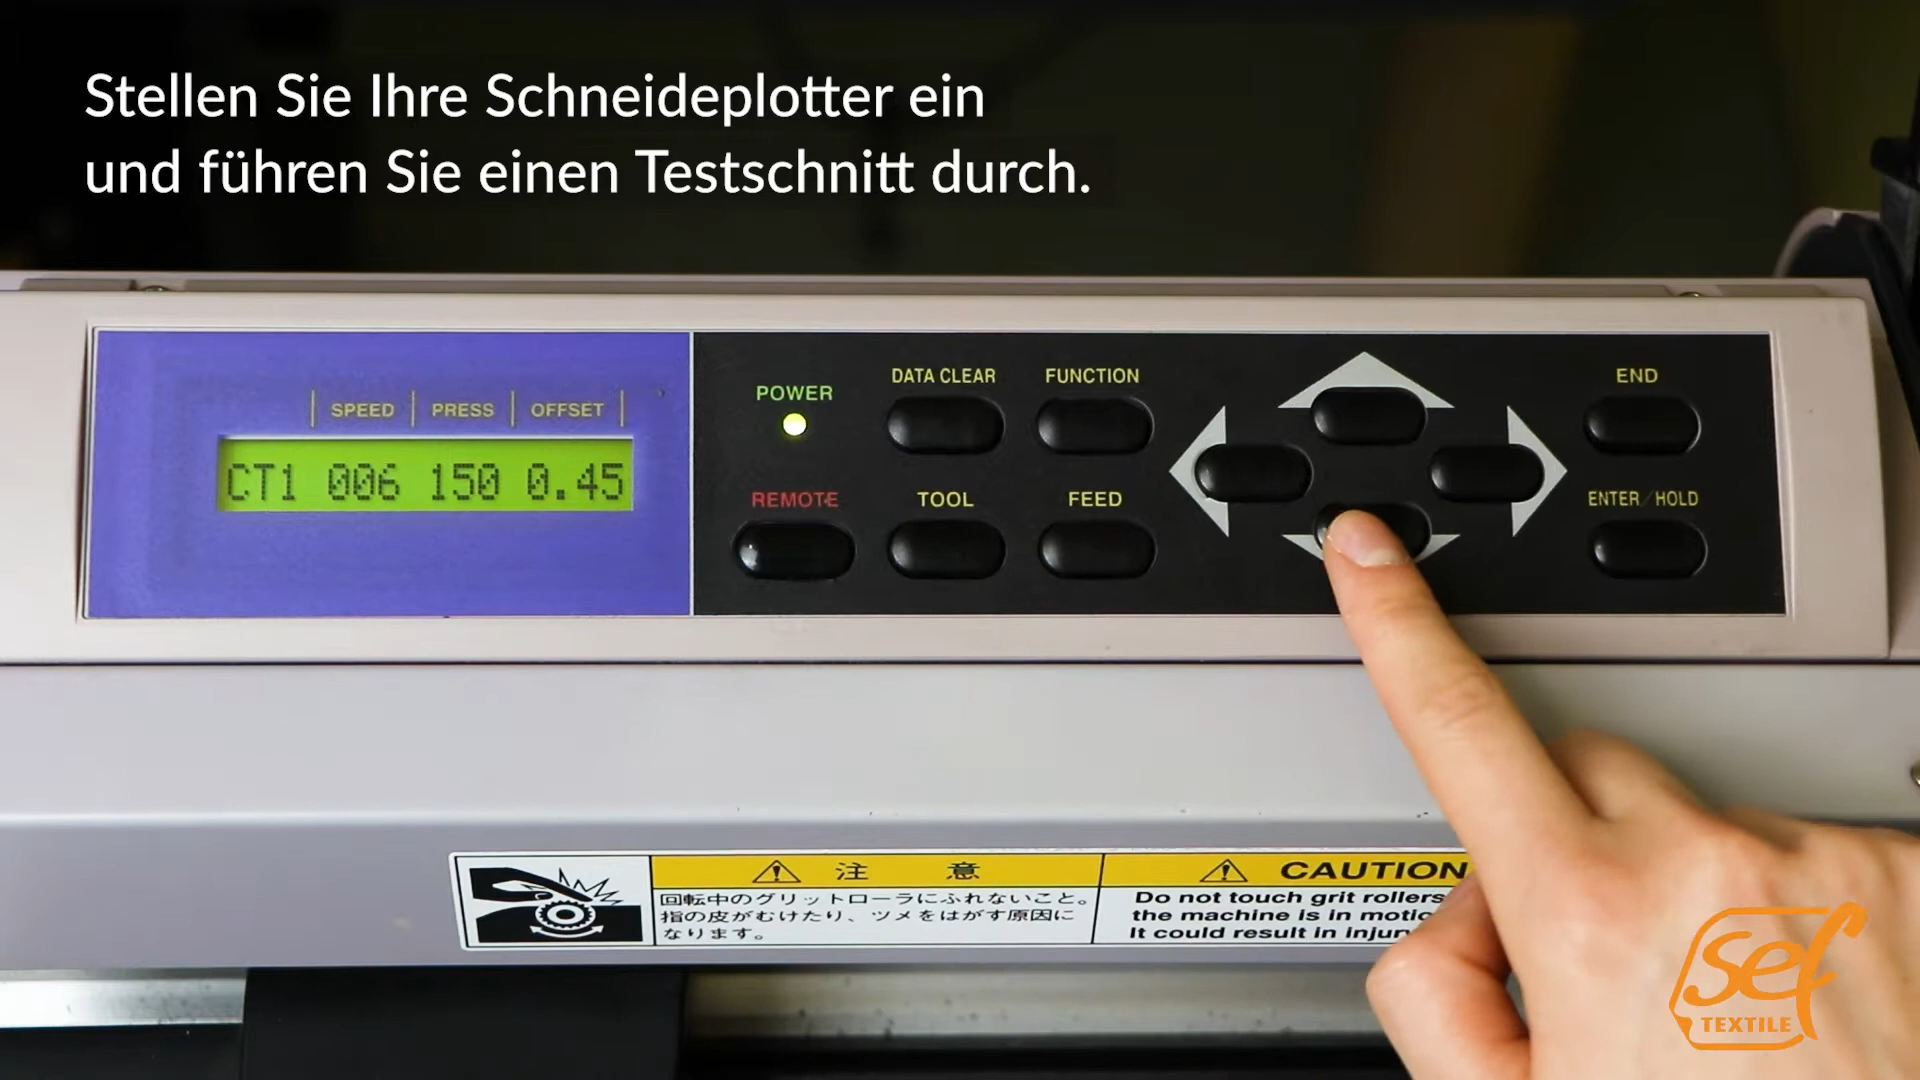 Stellen Sie Ihre Schneideplotter ein
und führen Sie einen Testschnitt durch.
SPEED PRESS OFFSET
CT1 006 150 0.45
POWER
DATA CLEAR
FUNCTION
END
REMOTE
TOOL
FEED
ENTER/HOLD
注意
回転中のグリットローラにふれないこと。
指の皮がむけたり、ツメをはがす原因に
なります。
CAUTION
Do not touch grit rollers
the machine is in
It could result in
sef
TEXTILE